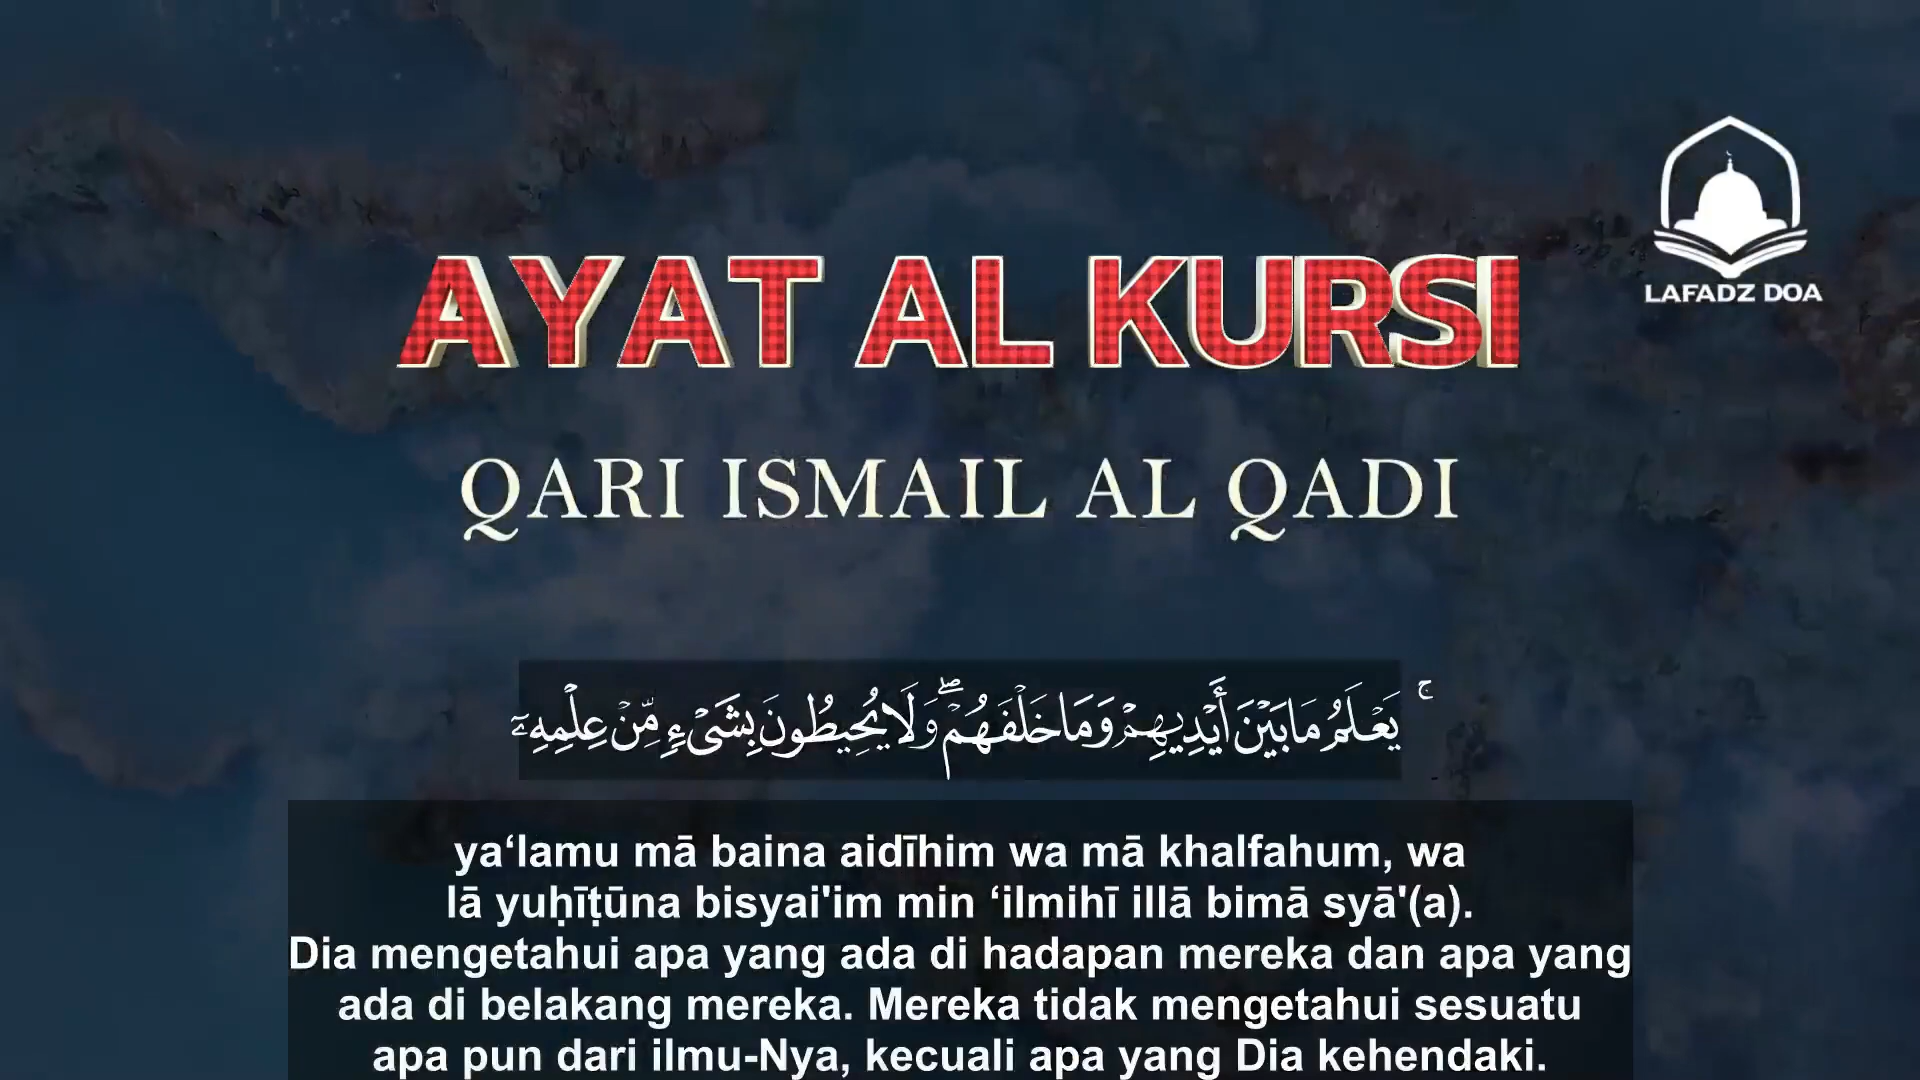 LAFADZ DOA
AYAT AL KURSI
QARI ISMAIL AL QADI
ۚ يَعْلَمُ مَا بَيْنَ أَيْدِيهِمْ وَمَا خَلْفَهُمْۖ وَلَا يُحِيطُونَ بِشَىْءٍ مِّنْ عِلْمِهِۦٓ
ya‘lamu mā baina aidīhim wa mā khalfahum, wa
lā yuḥīṭūna bisyai'im min ‘ilmihī illā bimā syā'(a).
Dia mengetahui apa yang ada di hadapan mereka dan apa yang
ada di belakang mereka. Mereka tidak mengetahui sesuatu
apa pun dari ilmu-Nya, kecuali apa yang Dia kehendaki.